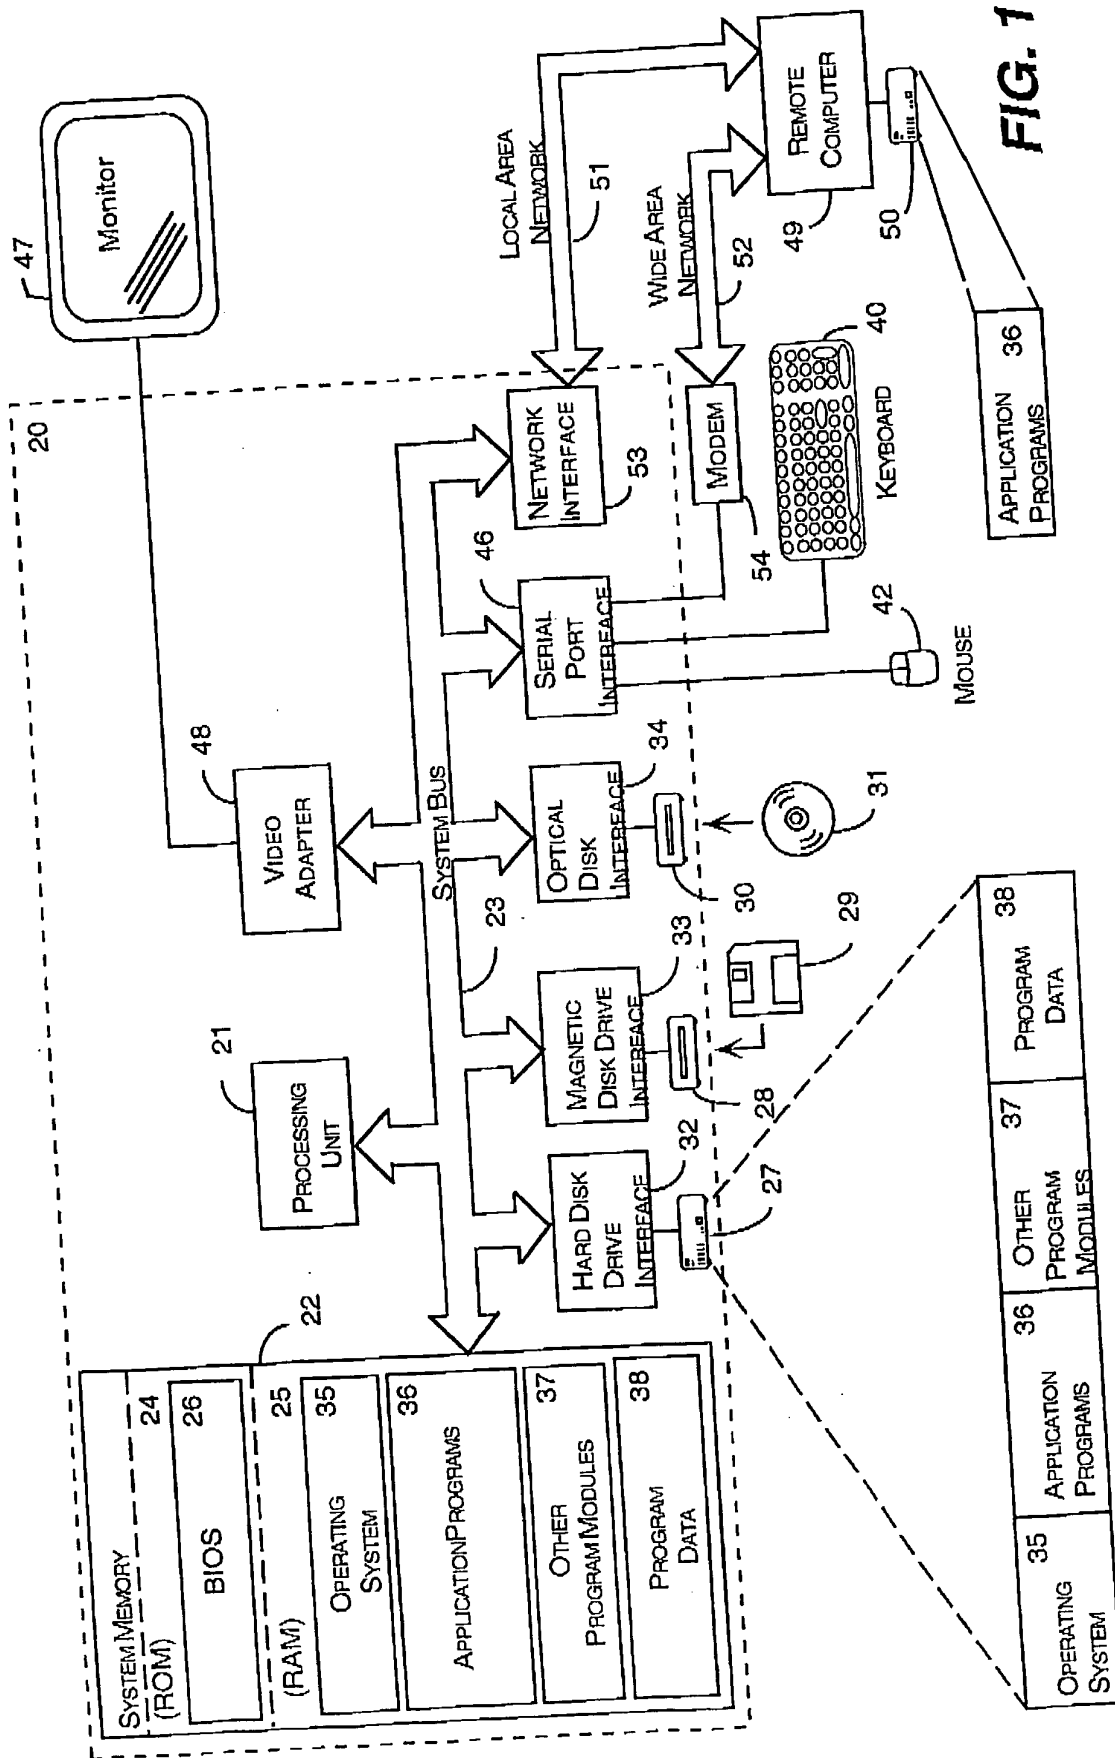 20
Monitor
47
VIDEO
ADAPTER
48
PROCESSING
UNIT
21
SYSTEM MEMORY
(ROM) 24
BIOS 26
22
(RAM) 25
OPERATING
SYSTEM
35
APPLICATION PROGRAMS
36
OTHER
PROGRAM MODULES
37
PROGRAM
DATA
38
SYSTEM BUS
23
HARD DISK
DRIVE
INTERFACE
32
MAGNETIC
DISK DRIVE
INTERFACE
33
OPTICAL
DISK
INTERFACE
34
SERIAL
PORT
INTERFACE
46
NETWORK
INTERFACE
53
LOCAL AREA
NETWORK
51
WIDE AREA
NETWORK
52
MODEM
54
REMOTE
COMPUTER
49
50
27
28
30
29
31
MOUSE
42
KEYBOARD
40
OPERATING
SYSTEM
35
APPLICATION
PROGRAMS
36
OTHER
PROGRAM
MODULES
37
PROGRAM
DATA
38
APPLICATION
PROGRAMS
36
FIG. 1